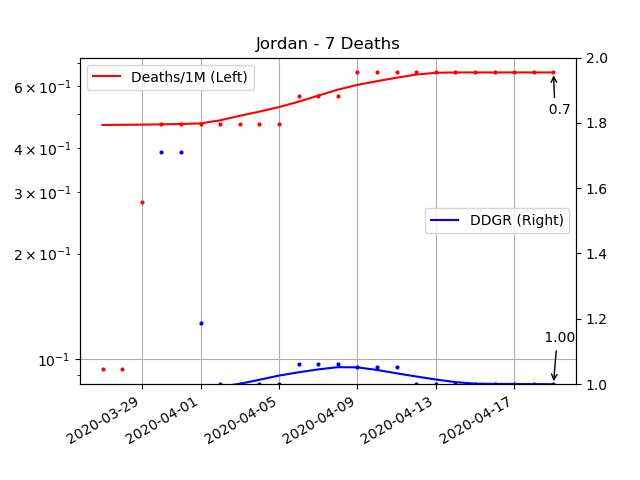 Jordan - 7 Deaths
Deaths/1M (Left)
DDGR (Right)
6 × 10⁻¹
4 × 10⁻¹
3 × 10⁻¹
2 × 10⁻¹
10⁻¹
2.0
1.8
1.6
1.4
1.2
1.0
0.7
1.00
2020-03-29
2020-04-01
2020-04-05
2020-04-09
2020-04-13
2020-04-17